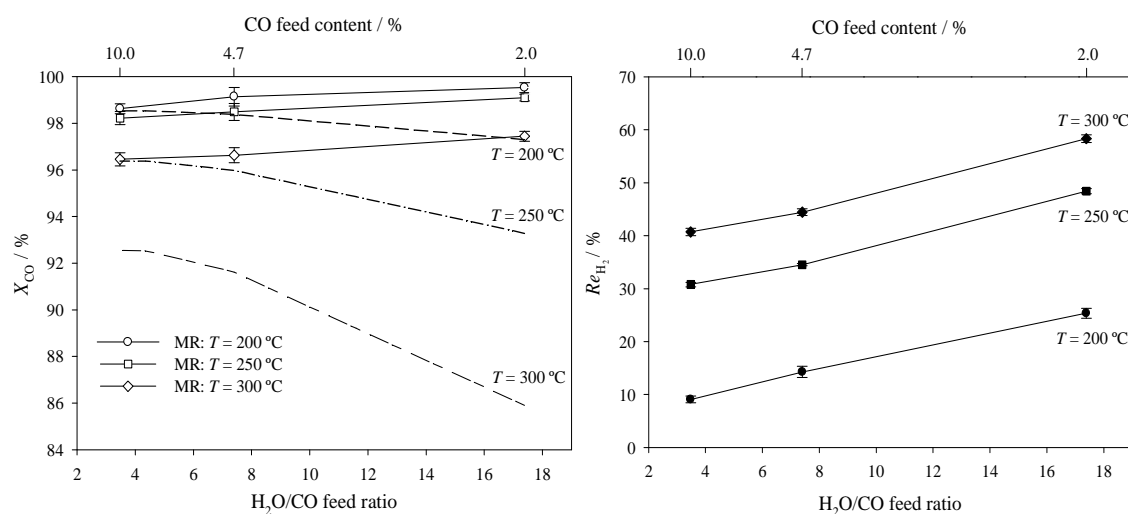 CO feed content / %
10.0 4.7 2.0
100
98
96
94
92
90
88
86
84
X_CO / %
T = 200 ºC
T = 250 ºC
T = 300 ºC
MR: T = 200 ºC
MR: T = 250 ºC
MR: T = 300 ºC
2 4 6 8 10 12 14 16 18
H₂O/CO feed ratio
CO feed content / %
10.0 4.7 2.0
70
60
50
40
30
20
10
0
Re_H₂ / %
T = 300 ºC
T = 250 ºC
T = 200 ºC
2 4 6 8 10 12 14 16 18
H₂O/CO feed ratio